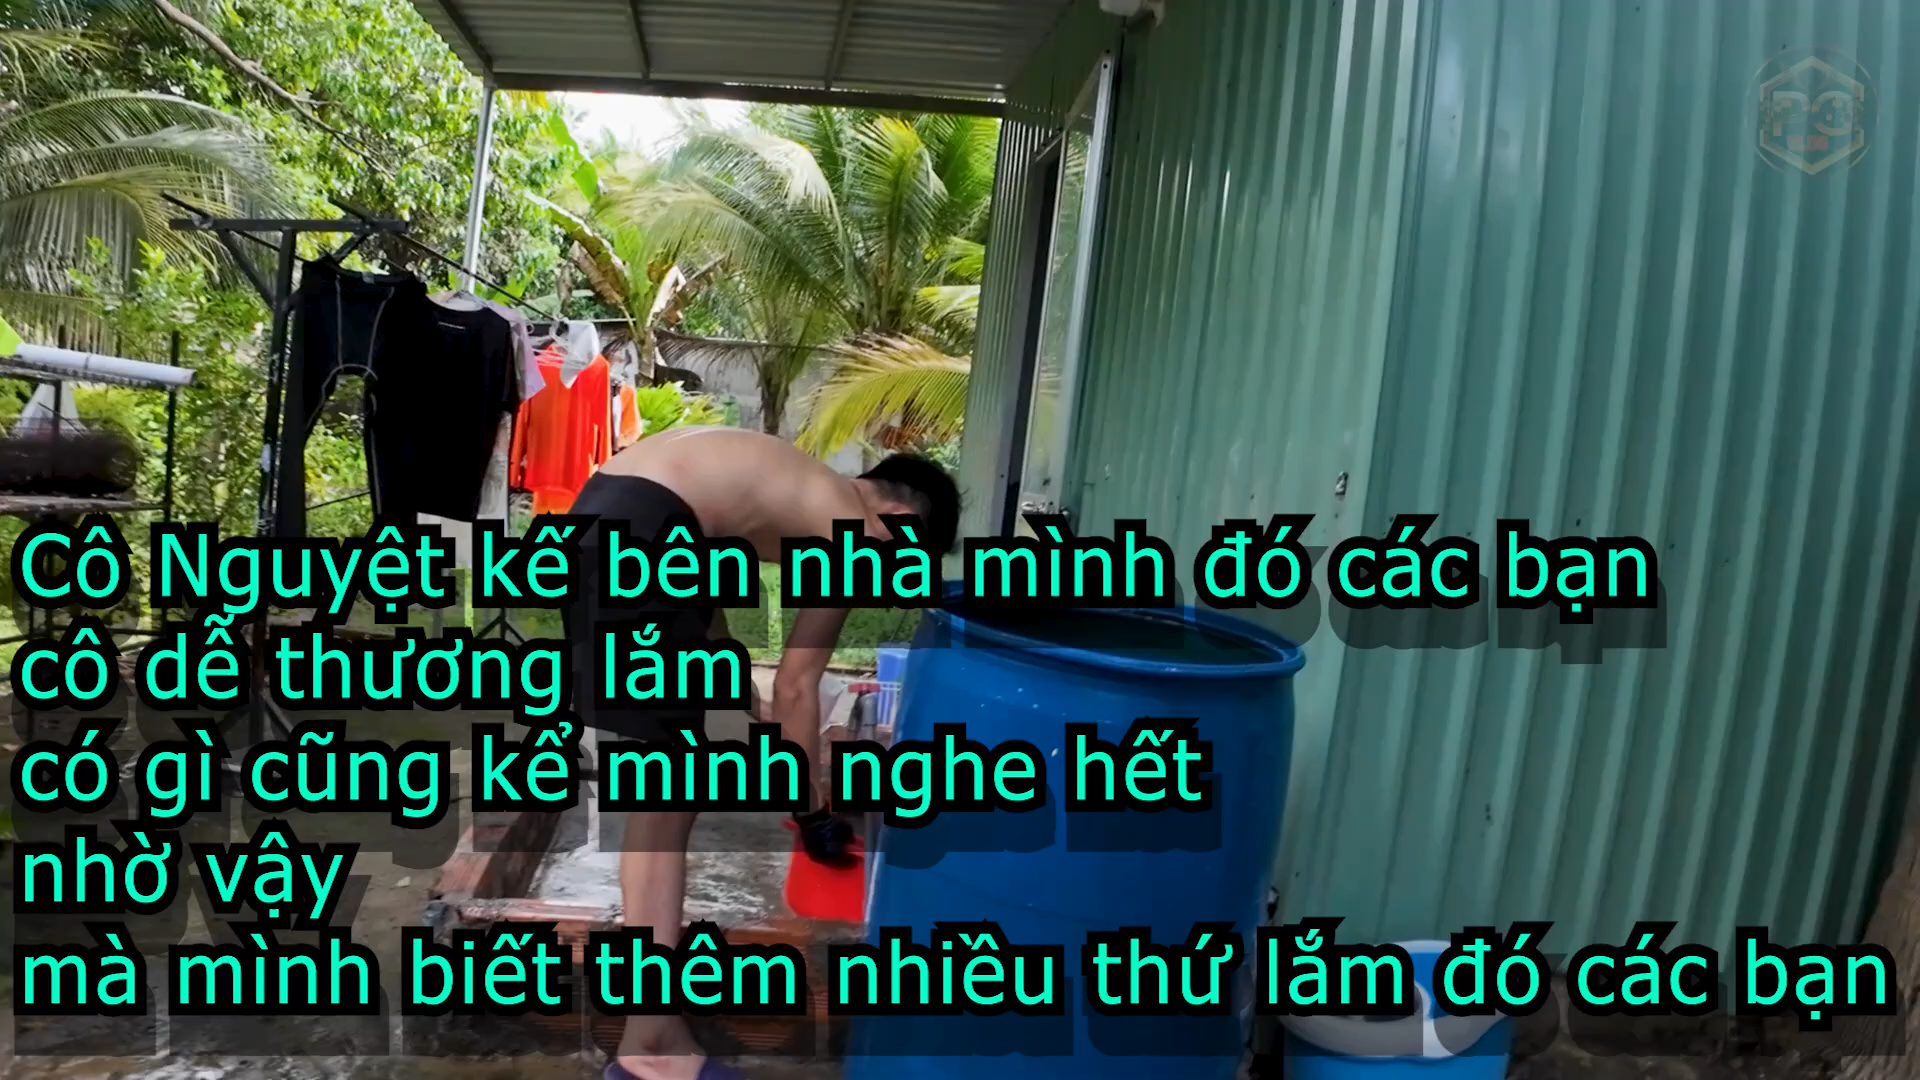 Cô Nguyệt kế bên nhà mình đó các bạn
cô dễ thương lắm
có gì cũng kể mình nghe hết
nhờ vậy
mà mình biết thêm nhiều thứ lắm đó các bạn